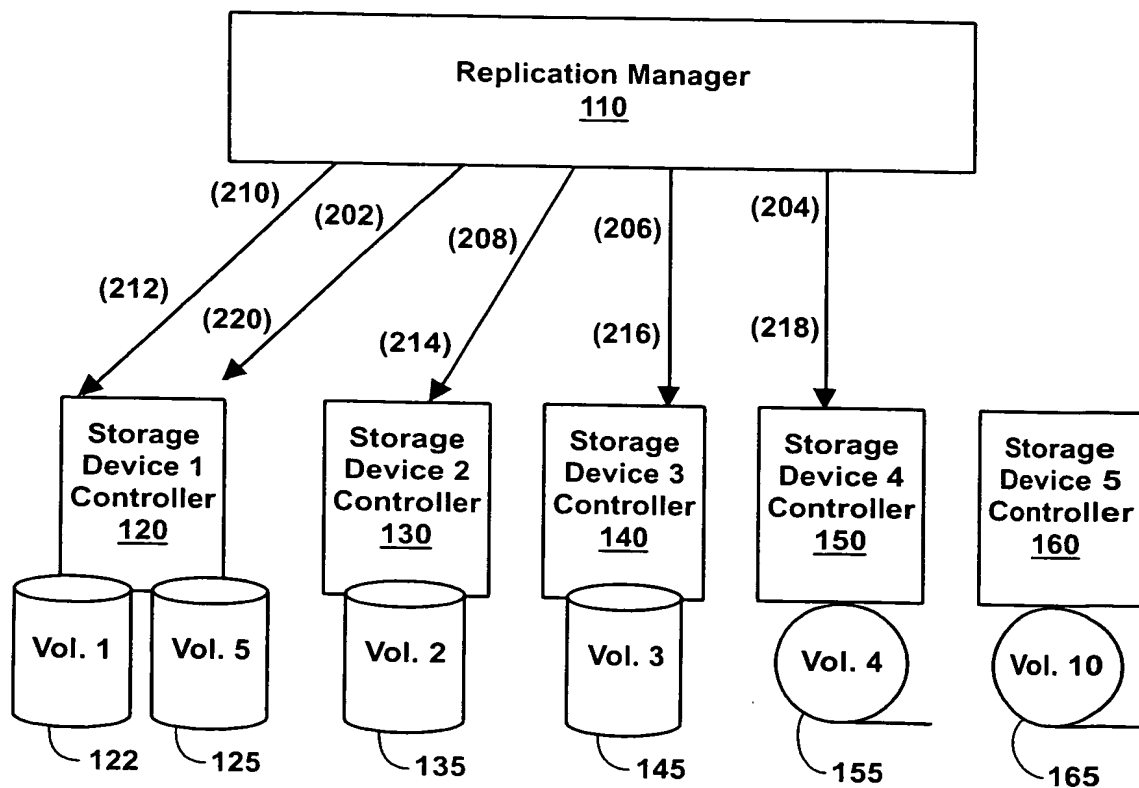 Replication Manager
110
(210)
(202)
(208)
(206)
(204)
(212)
(220)
(214)
(216)
(218)
Storage
Device 1
Controller
120
Storage
Device 2
Controller
130
Storage
Device 3
Controller
140
Storage
Device 4
Controller
150
Storage
Device 5
Controller
160
Vol. 1
Vol. 5
Vol. 2
Vol. 3
Vol. 4
Vol. 10
122
125
135
145
155
165